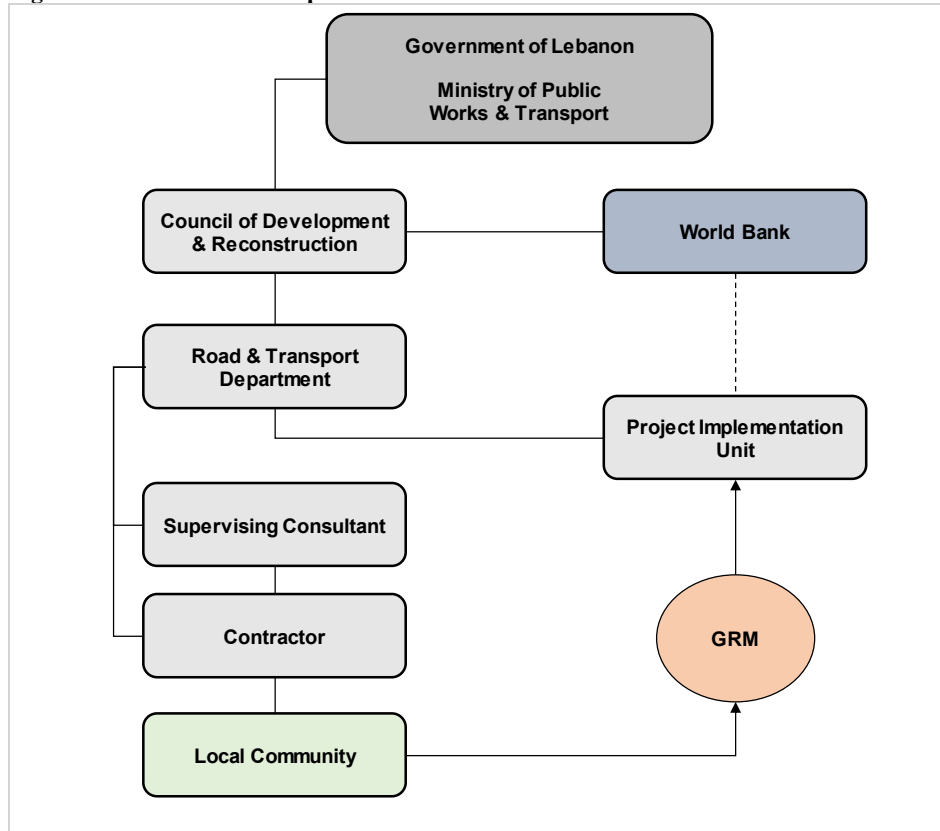 Government of Lebanon
Ministry of Public
Works & Transport
Council of Development
& Reconstruction
World Bank
Road & Transport
Department
Project Implementation
Unit
Supervising Consultant
Contractor
GRM
Local Community